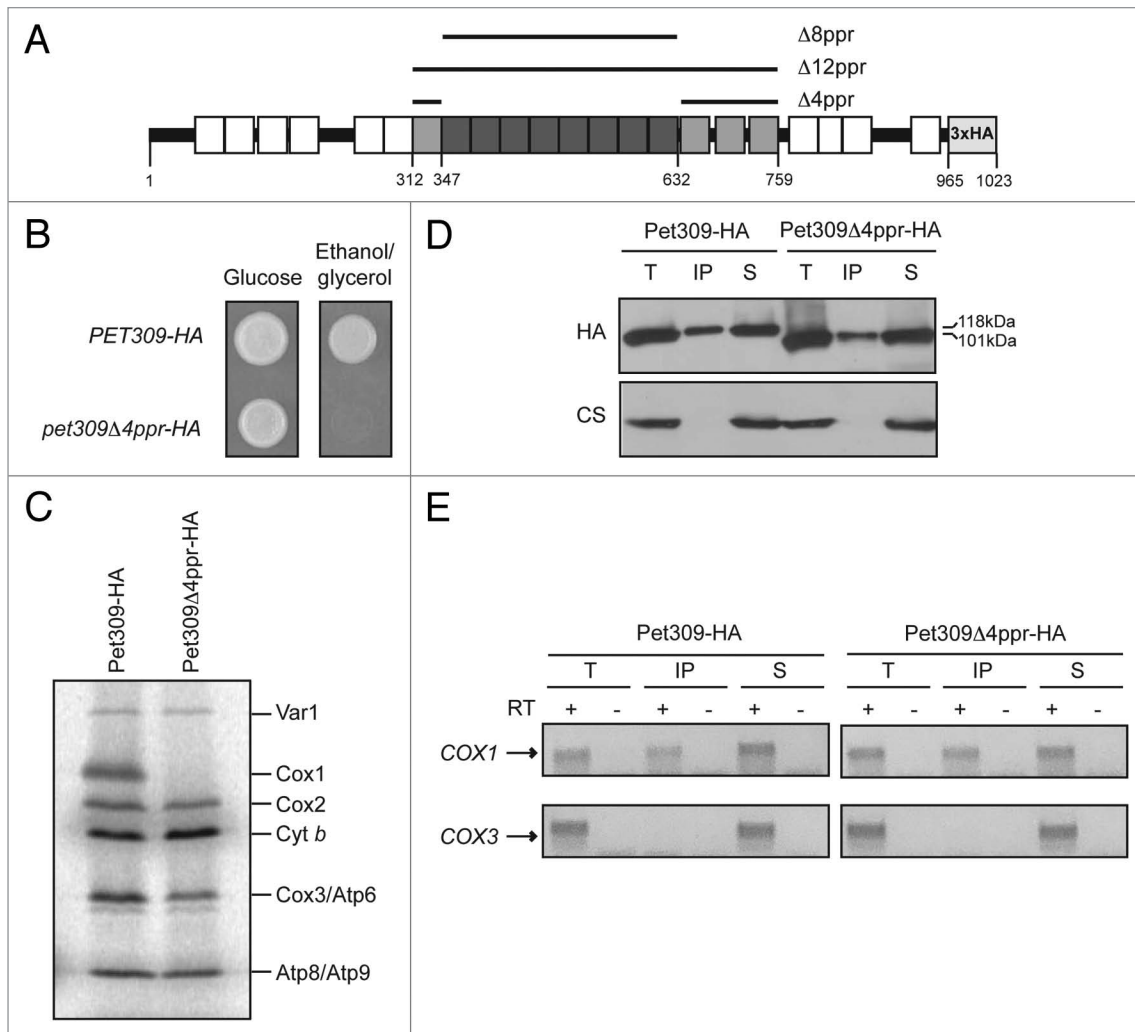 A
Δ8ppr
Δ12ppr
Δ4ppr
3xHA
1 312 347 632 759 965 1023
B
Glucose
Ethanol/
glycerol
PET309-HA
pet309Δ4ppr-HA
C
Pet309-HA
Pet309Δ4ppr-HA
Var1
Cox1
Cox2
Cyt b
Cox3/Atp6
Atp8/Atp9
D
Pet309-HA Pet309Δ4ppr-HA
T IP S T IP S
HA
118kDa
101kDa
CS
E
Pet309-HA Pet309Δ4ppr-HA
T IP S T IP S
RT + - + - + - + - + - + -
COX1
COX3